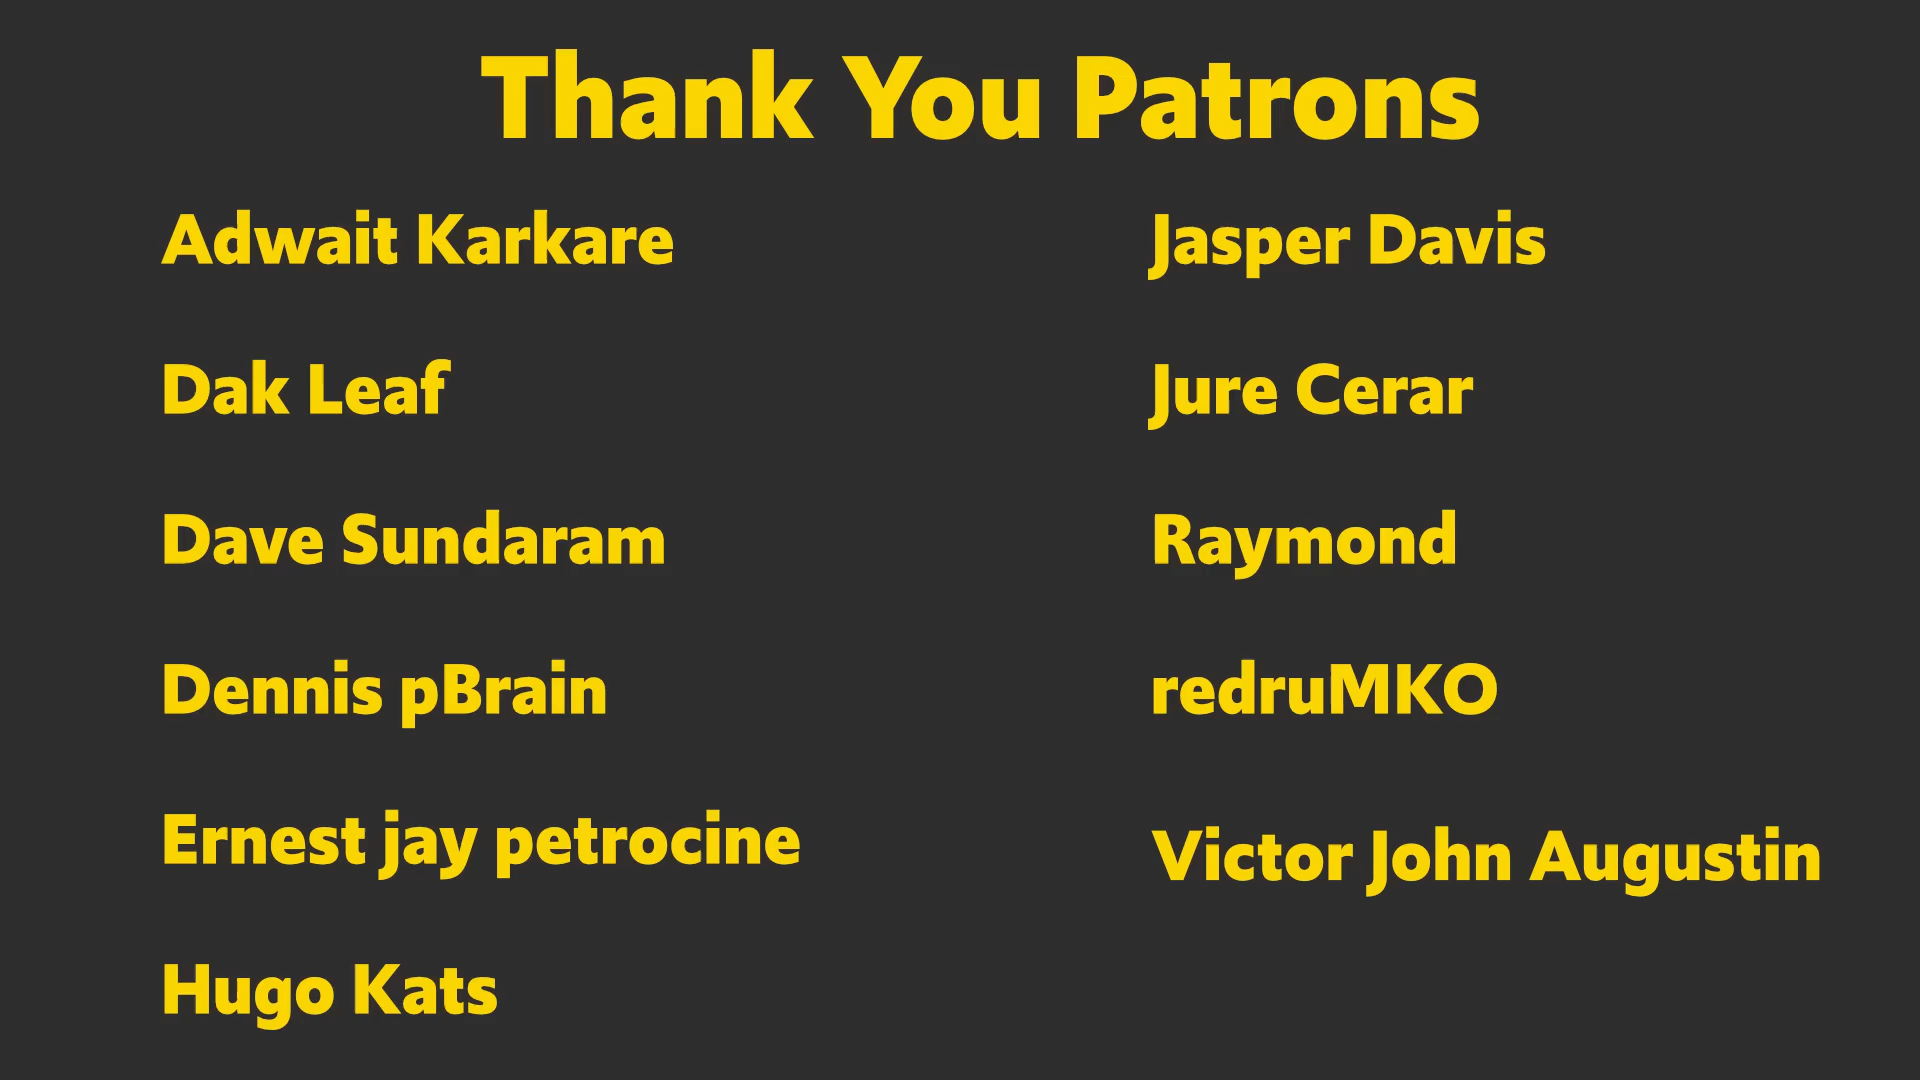 Thank You Patrons
Adwait Karkare
Dak Leaf
Dave Sundaram
Dennis pBrain
Ernest jay petrocine
Hugo Kats
Jasper Davis
Jure Cerar
Raymond
redruMKO
Victor John Augustin